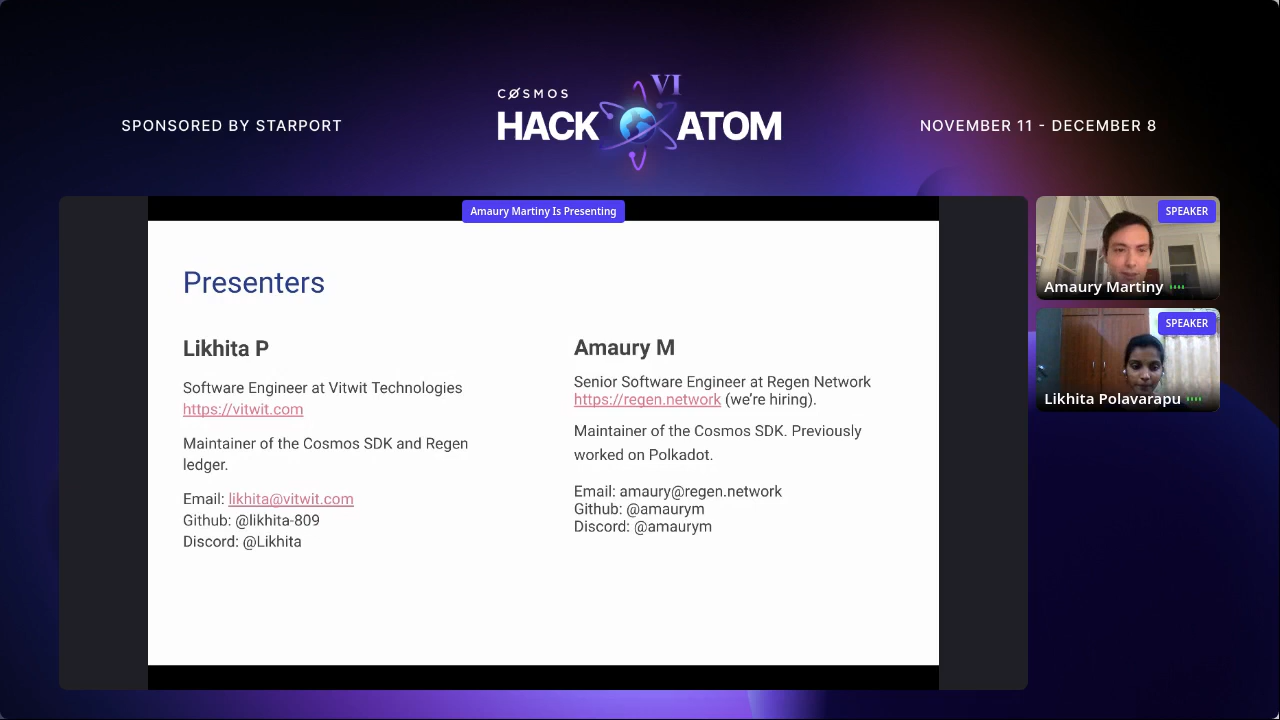 SPONSORED BY STARPORT
COSMOS
VI
HACK ATOM
NOVEMBER 11 - DECEMBER 8
Amaury Martiny Is Presenting
Presenters
Likhita P
Software Engineer at Vitwit Technologies
https://vitwit.com
Maintainer of the Cosmos SDK and Regen
ledger.
Email: likhita@vitwit.com
Github: @likhita-809
Discord: @Likhita
Amaury M
Senior Software Engineer at Regen Network
https://regen.network (we’re hiring).
Maintainer of the Cosmos SDK. Previously
worked on Polkadot.
Email: amaury@regen.network
Github: @amaurym
Discord: @amaurym
SPEAKER
Amaury Martiny
SPEAKER
Likhita Polavarapu